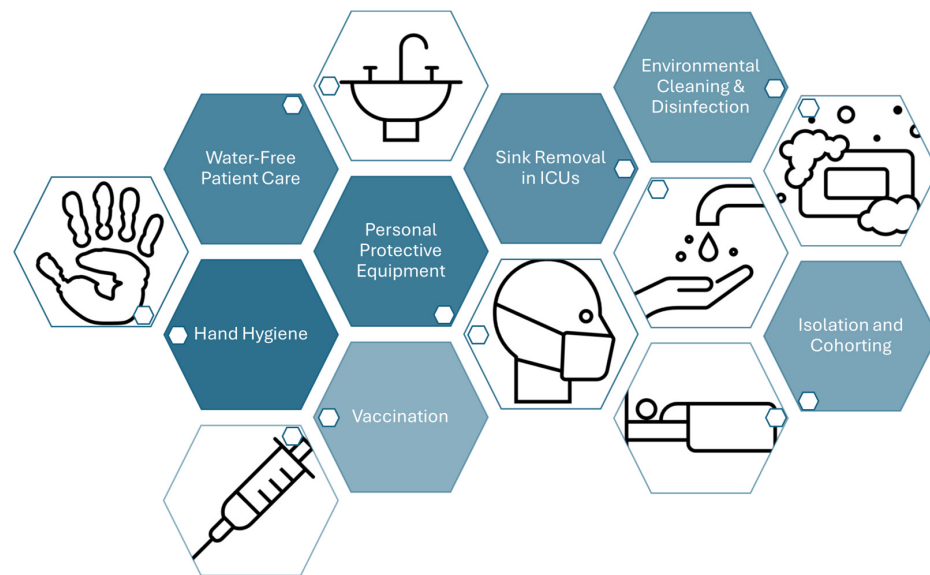 Environmental
Cleaning &
Disinfection
Water-Free
Patient Care
Sink Removal
in ICUs
Personal
Protective
Equipment
Hand Hygiene
Isolation and
Cohorting
Vaccination